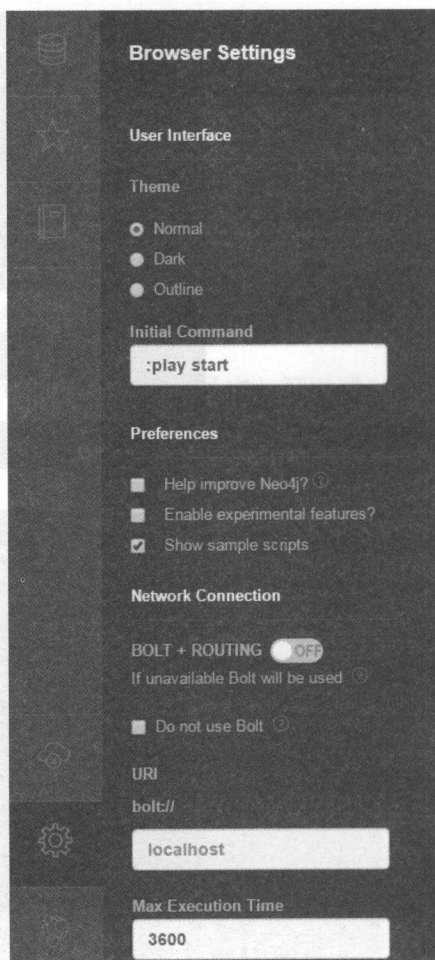 Browser Settings
User Interface
Theme
Normal
Dark
Outline
Initial Command
:play start
Preferences
Help improve Neo4j? ?
Enable experimental features?
Show sample scripts
Network Connection
BOLT + ROUTING OFF
If unavailable Bolt will be used ?
Do not use Bolt ?
URI
bolt://
localhost
Max Execution Time
3600